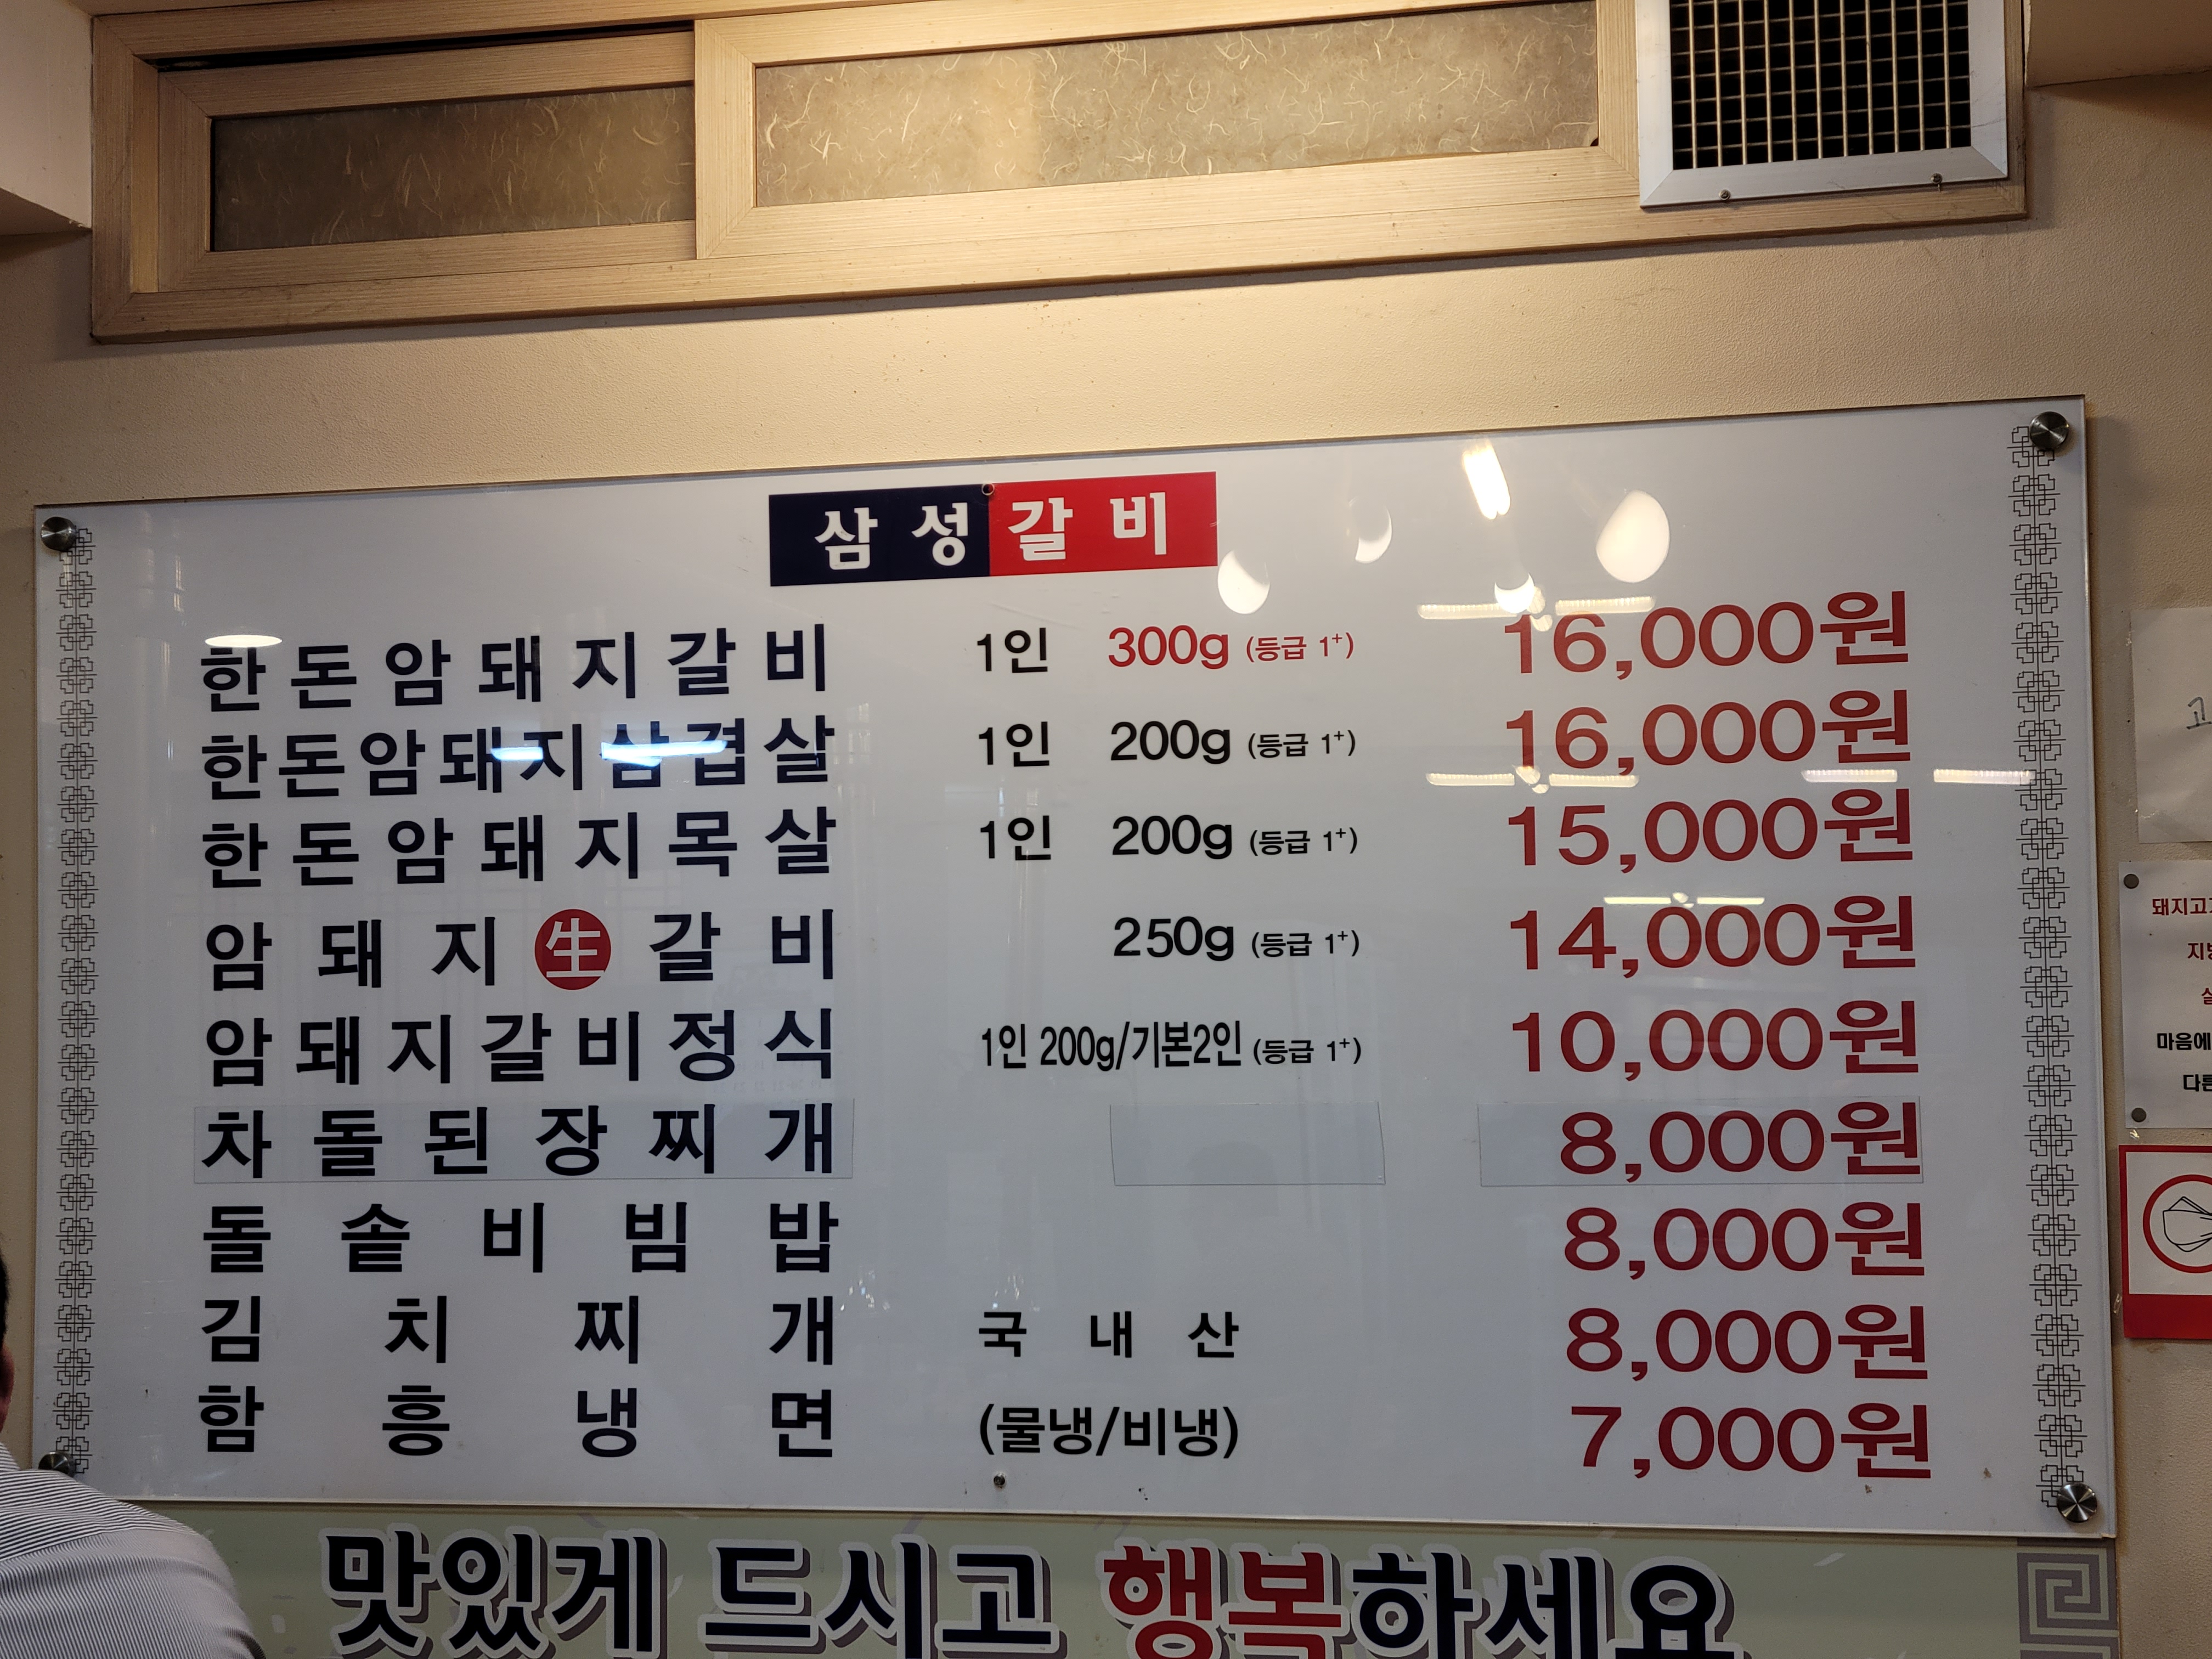 삼성갈비
한돈암돼지갈비 1인 300g (등급 1+) 16,000원
한돈암돼지삼겹살 1인 200g (등급 1+) 16,000원
한돈암돼지목살 1인 200g (등급 1+) 15,000원
암돼지生갈비 250g (등급 1+) 14,000원
암돼지갈비정식 1인 200g/기본2인 (등급 1+) 10,000원
차돌된장찌개 8,000원
돌솥비빔밥 8,000원
김치찌개 국내산 8,000원
함흥냉면 (물냉/비냉) 7,000원
맛있게 드시고 행복하세요
고
돼지고
마음에